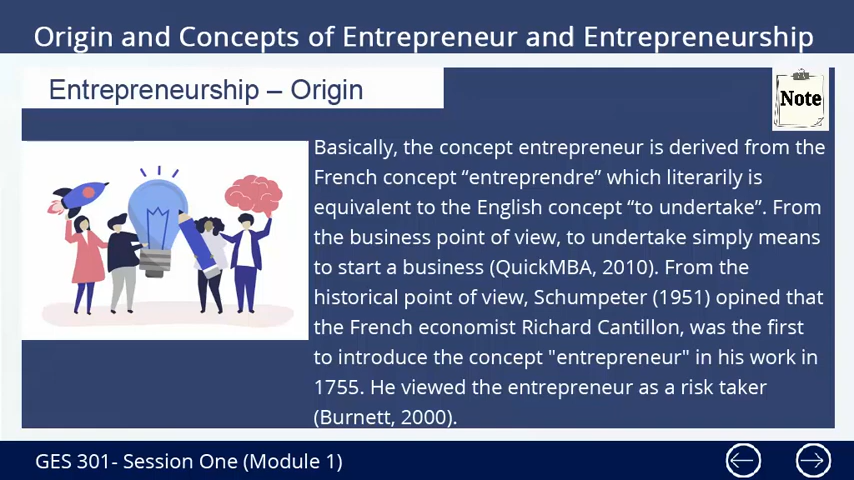 Origin and Concepts of Entrepreneur and Entrepreneurship
Entrepreneurship – Origin
Note
Basically, the concept entrepreneur is derived from the
French concept “entreprendre” which literarily is
equivalent to the English concept “to undertake”. From
the business point of view, to undertake simply means
to start a business (QuickMBA, 2010). From the
historical point of view, Schumpeter (1951) opined that
the French economist Richard Cantillon, was the first
to introduce the concept "entrepreneur" in his work in
1755. He viewed the entrepreneur as a risk taker
(Burnett, 2000).
GES 301- Session One (Module 1)